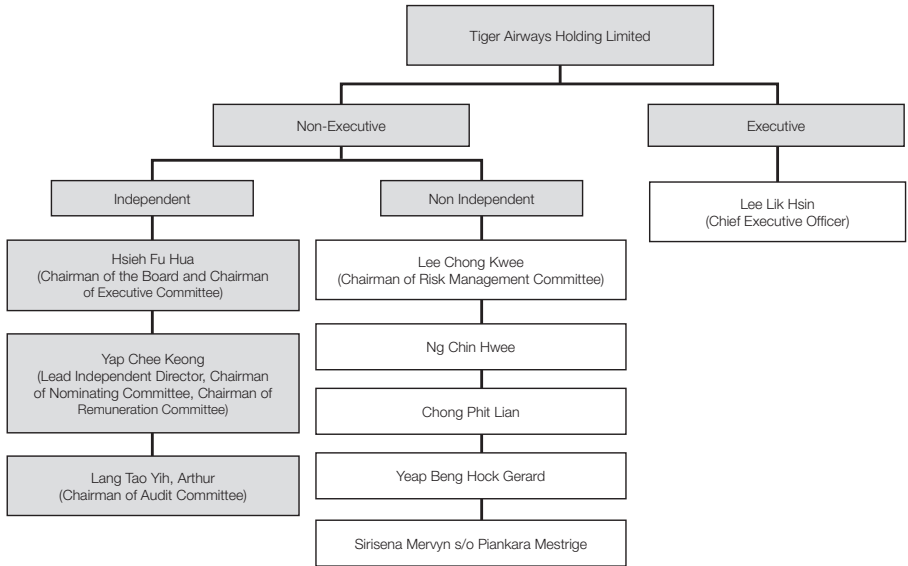 Tiger Airways Holding Limited
Non-Executive
Executive
Independent
Non Independent
Lee Lik Hsin
(Chief Executive Officer)
Hsieh Fu Hua
(Chairman of the Board and Chairman
of Executive Committee)
Lee Chong Kwee
(Chairman of Risk Management Committee)
Yap Chee Keong
(Lead Independent Director, Chairman
of Nominating Committee, Chairman of
Remuneration Committee)
Ng Chin Hwee
Chong Phit Lian
Lang Tao Yih, Arthur
(Chairman of Audit Committee)
Yeap Beng Hock Gerard
Sirisena Mervyn s/o Piankara Mestrige